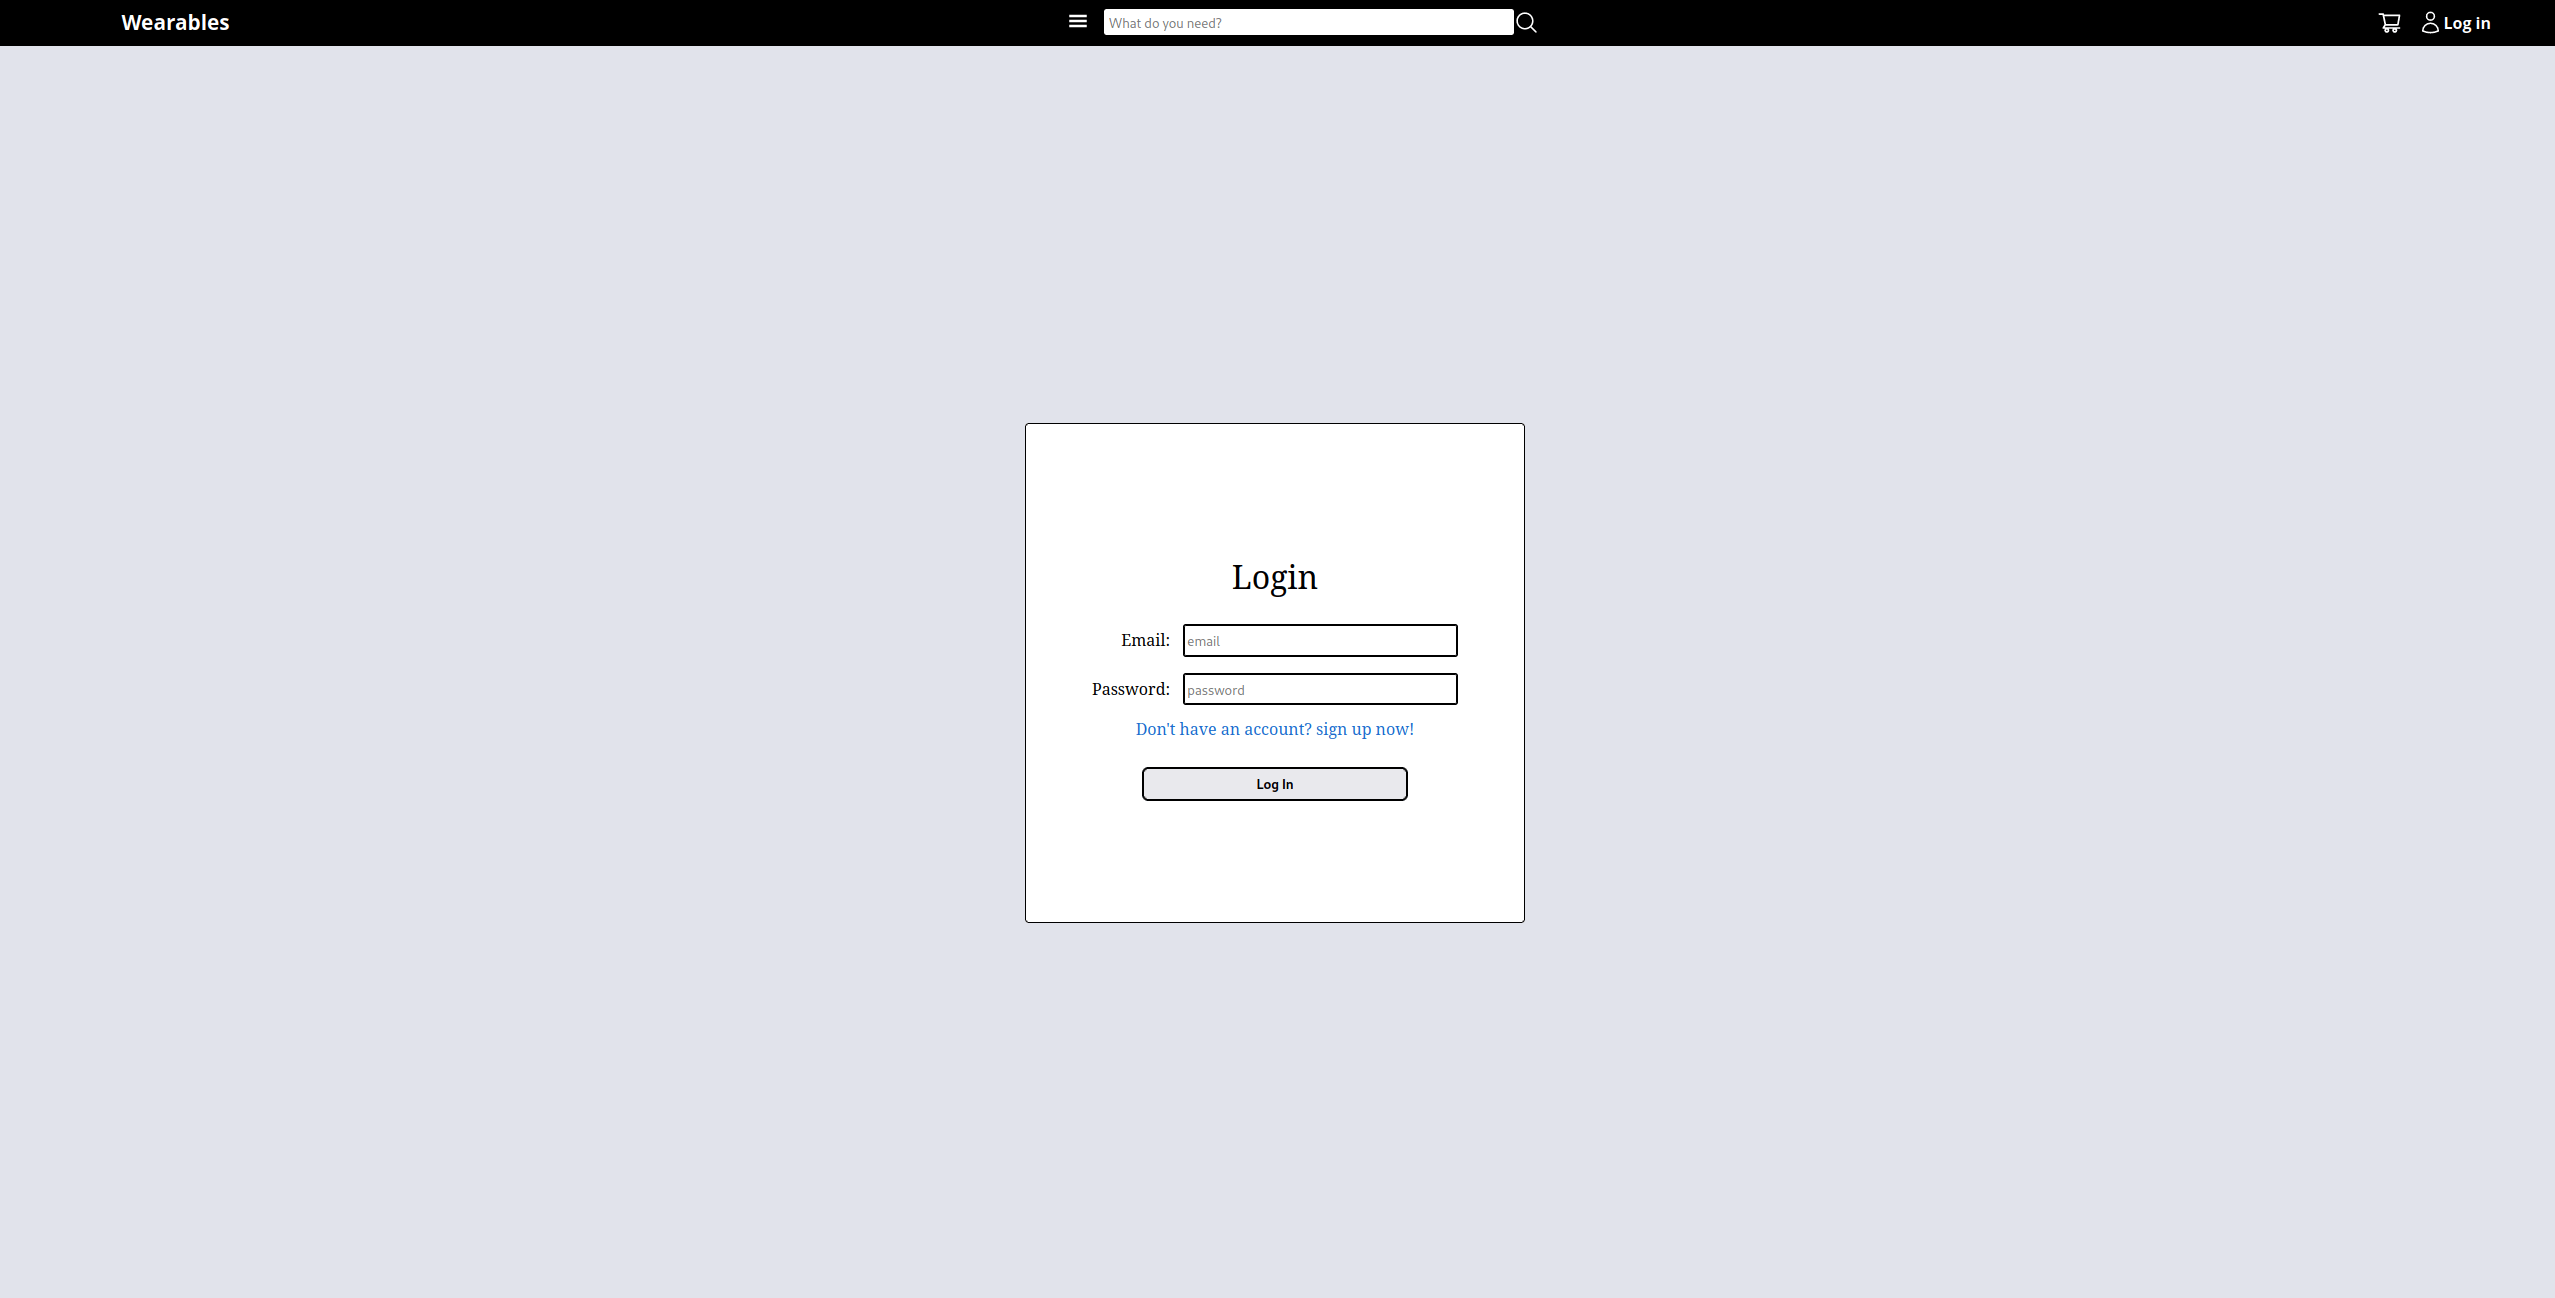 Wearables What do you need? Log in
Login
Email: email
Password: password
Don't have an account? sign up now!
Log In